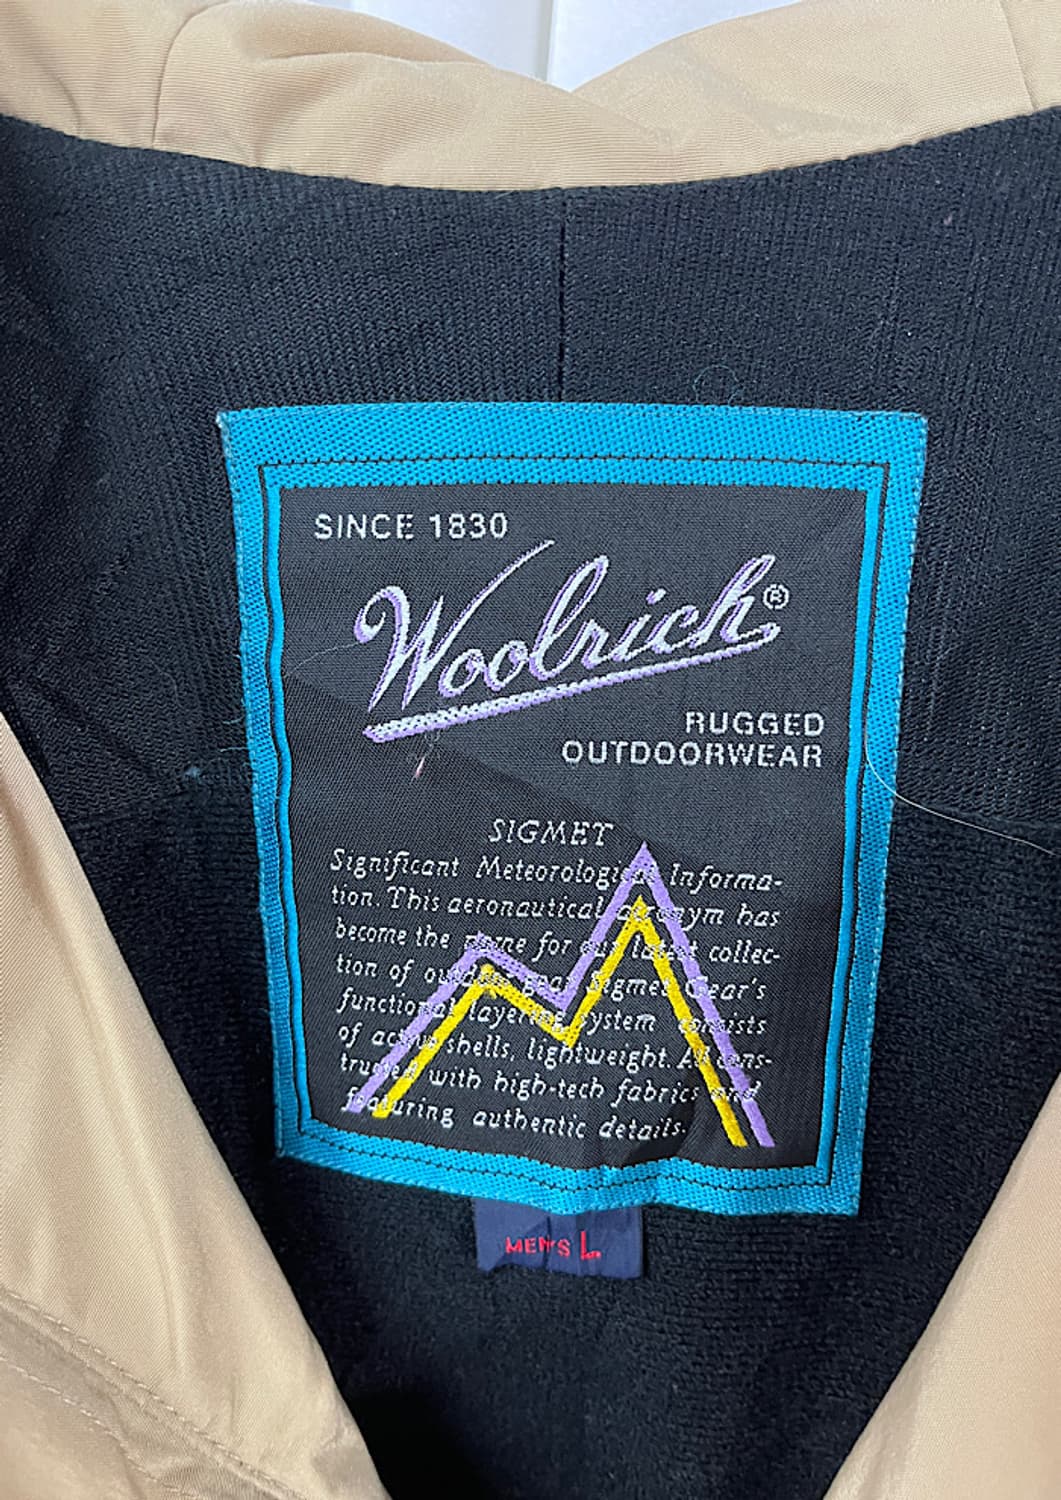 SINCE 1830
Woolrich®
RUGGED
OUTDOORWEAR
SIGMET
Significant Meteorological Informa-
tion. This aeronautical acronym has
become the name for our latest collec-
tion of outdoor gear. Sigmet Gear's
functional layering system consists
of active shells, lightweight. All cons-
tructed with high-tech fabrics and
featuring authentic details.
MEN'S L